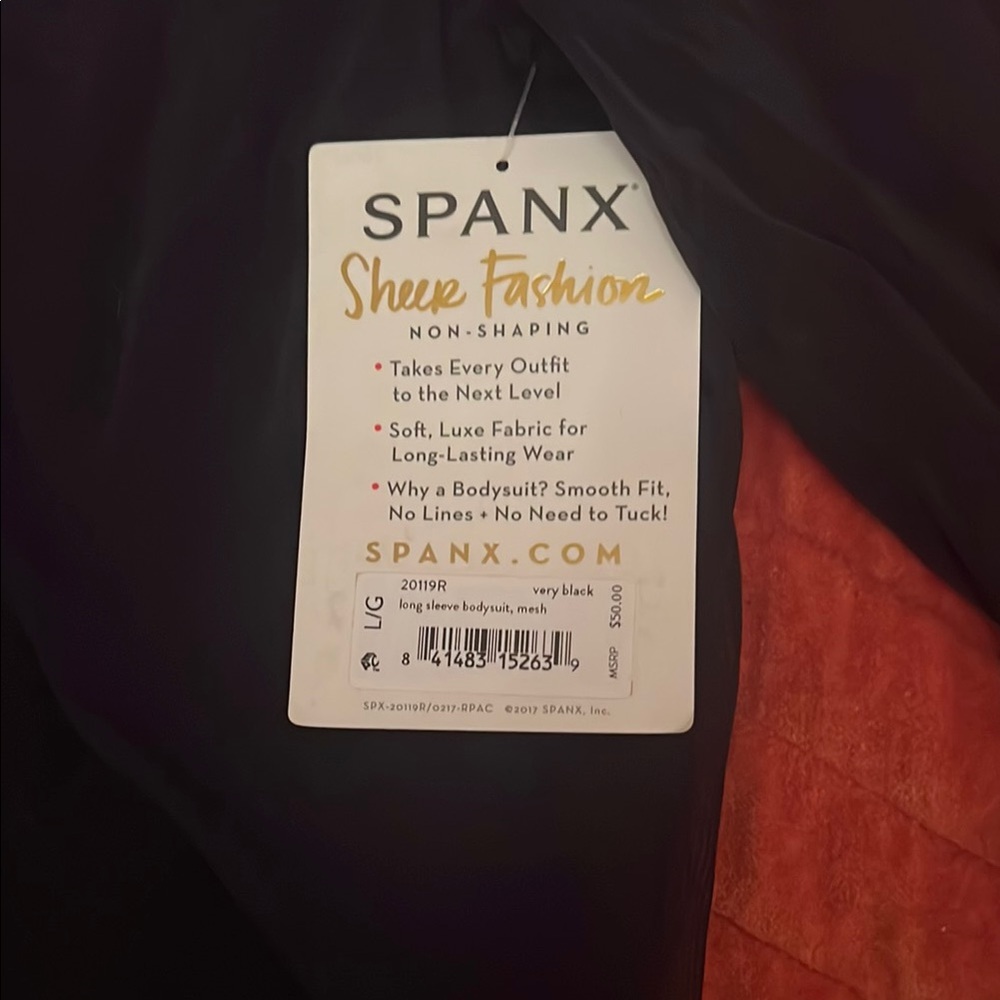 SPANX®
Sheer Fashion
NON-SHAPING
• Takes Every Outfit
to the Next Level
• Soft, Luxe Fabric for
Long-Lasting Wear
• Why a Bodysuit? Smooth Fit,
No Lines + No Need to Tuck!
SPANX.COM
L/G
20119R very black
long sleeve bodysuit, mesh
8 41483 15263 9
MSRP $50.00
SPX-20119R/0217-RPAC ©2017 SPANX, Inc.